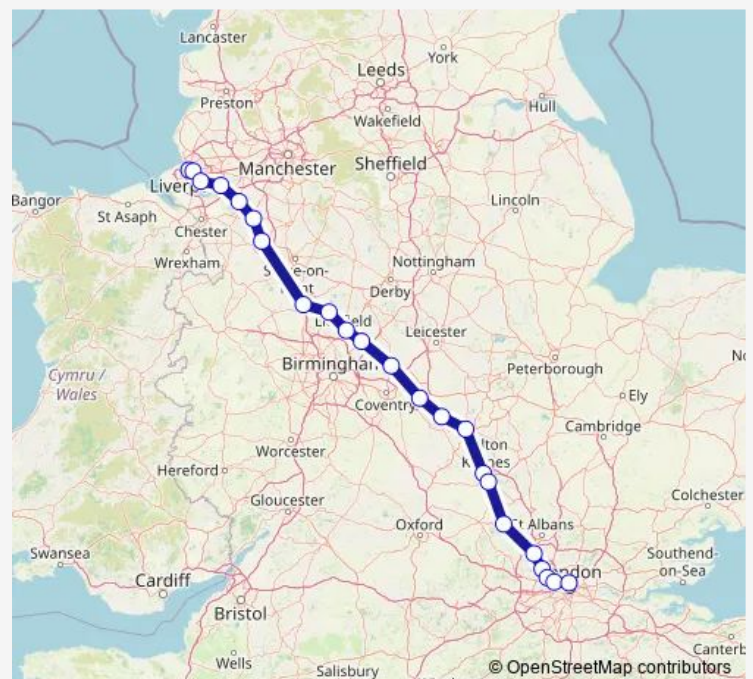 Lancaster
York
Leeds
Preston
Hull
Wakefield
Manchester
Sheffield
Liverp
Bangor
St Asaph
Lincoln
Chester
Wrexham
Nottingham
Derby
Leicester
Birmingham
Peterborough
Cymru /
Wales
Ely
Coventry
Cambridge
Worcester
Hereford
Colchester
Gloucester
Oxford
St Albans
Swansea
Southend-
on-Sea
Cardiff
Bristol
Wells
Salisbury
Canterb
© OpenStreetMap contributors